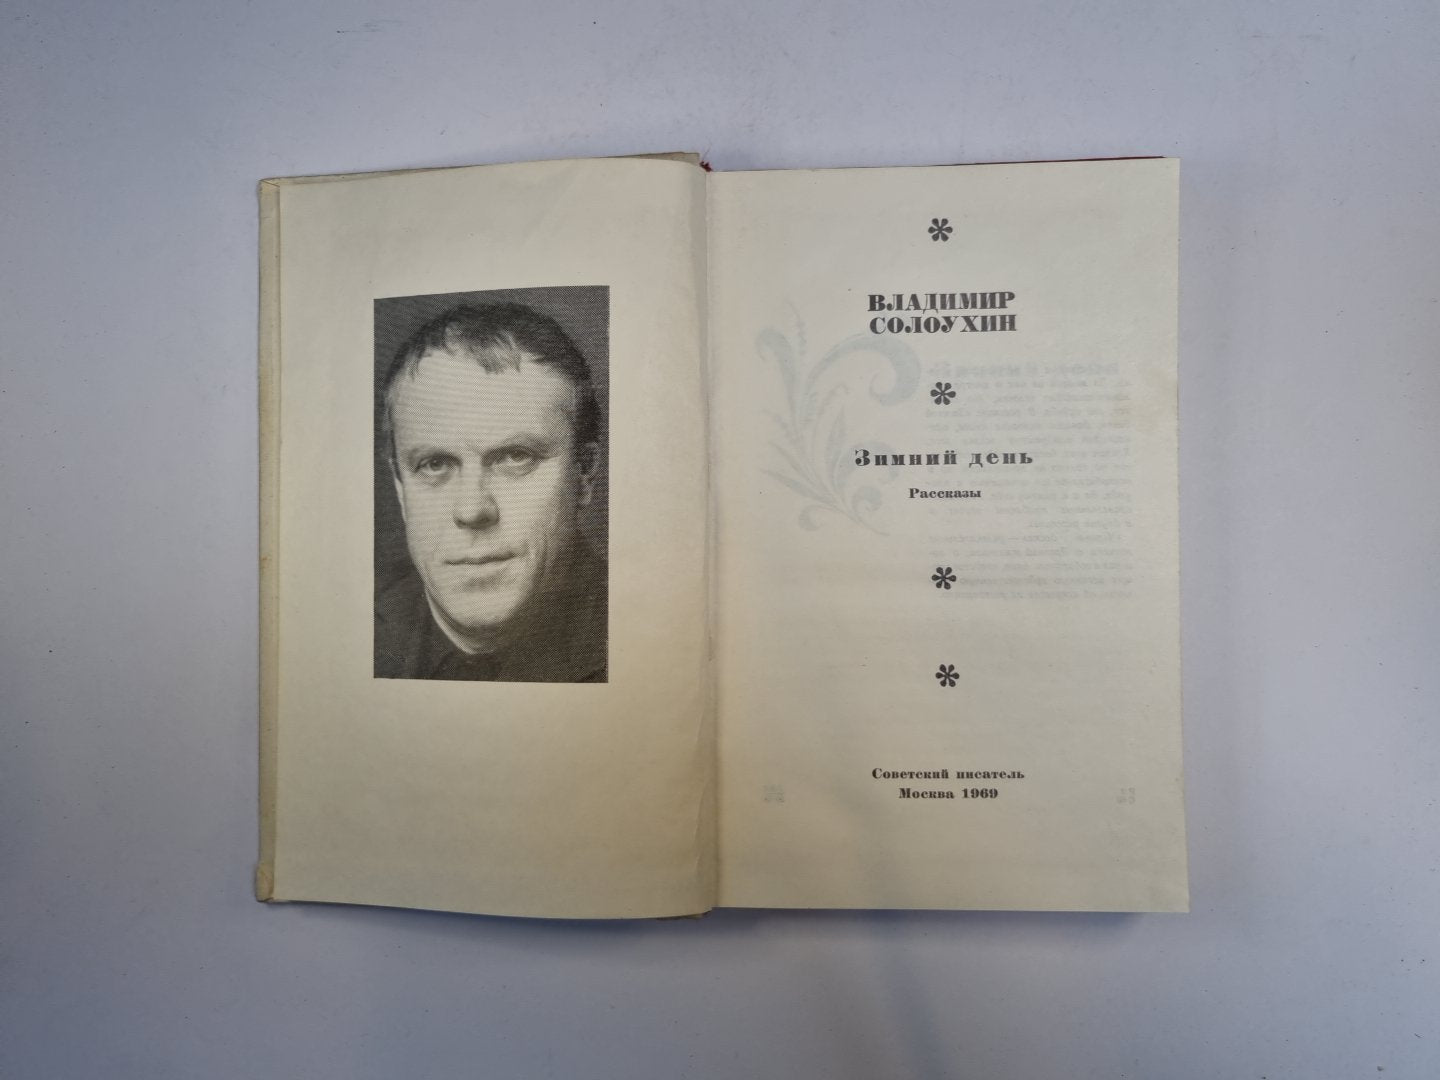 ВЛАДИМИР
СОЛОУХИН
Зимний день
Рассказы
Советский писатель
Москва 1969